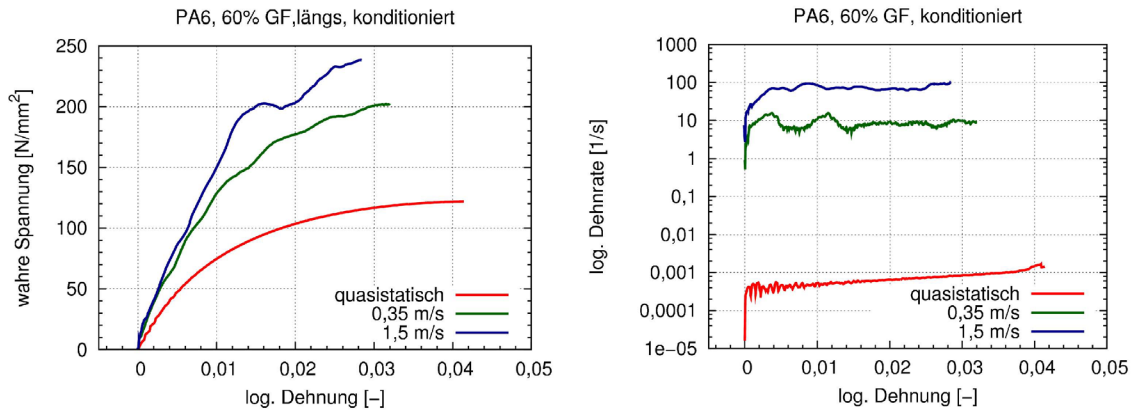 PA6, 60% GF,längs, konditioniert
wahre Spannung [N/mm²]
250
200
150
100
50
0
quasistatisch
0,35 m/s
1,5 m/s
0 0,01 0,02 0,03 0,04 0,05
log. Dehnung [–]
PA6, 60% GF, konditioniert
log. Dehnrate [1/s]
1000
100
10
1
0,1
0,01
0,001
0,0001
1e–05
quasistatisch
0,35 m/s
1,5 m/s
0 0,01 0,02 0,03 0,04 0,05
log. Dehnung [–]